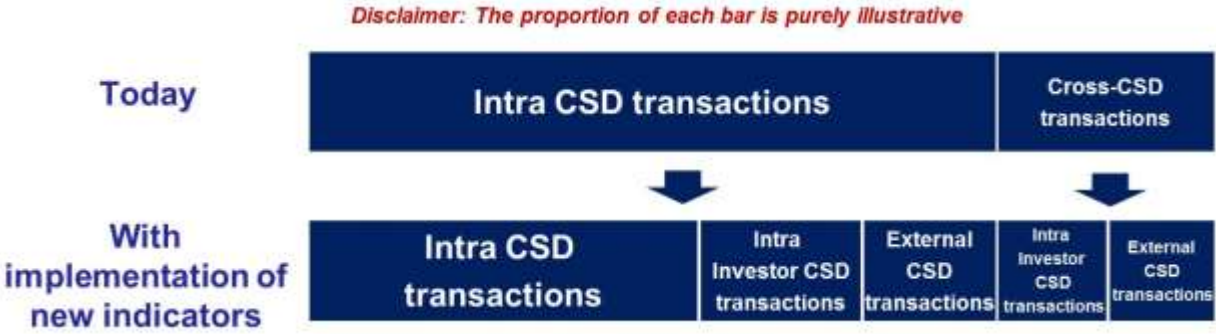 Disclaimer: The proportion of each bar is purely illustrative
Today
Intra CSD transactions
Cross-CSD
transactions
With
implementation of
new indicators
Intra CSD
transactions
Intra
Investor CSD
transactions
External
CSD
transactions
Intra
Investor
CSD
transactions
External
CSD
transactions